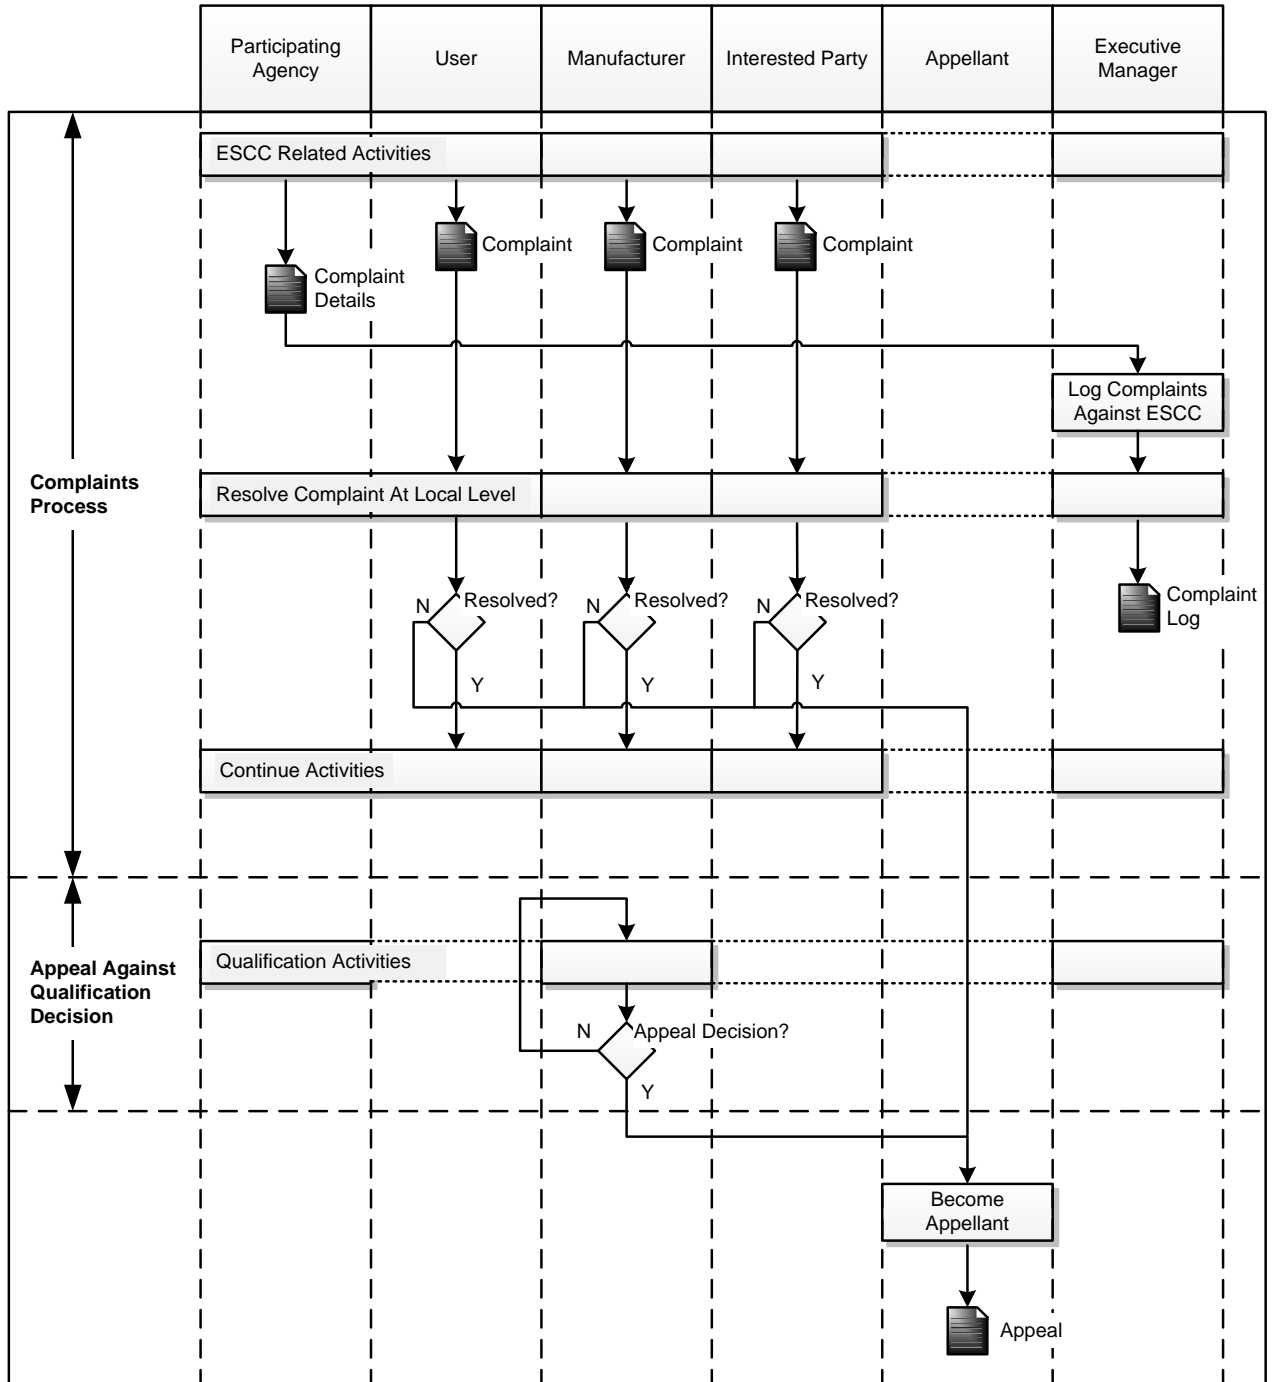 Participating
Agency
User
Manufacturer
Interested Party
Appellant
Executive
Manager
ESCC Related Activities
Complaint
Complaint
Complaint
Complaint
Details
Log Complaints
Against ESCC
Complaints
Process
Resolve Complaint At Local Level
N
Resolved?
N
Resolved?
N
Resolved?
Complaint
Log
Y
Y
Y
Continue Activities
Appeal Against
Qualification
Decision
Qualification Activities
N
Appeal Decision?
Y
Become
Appellant
Appeal